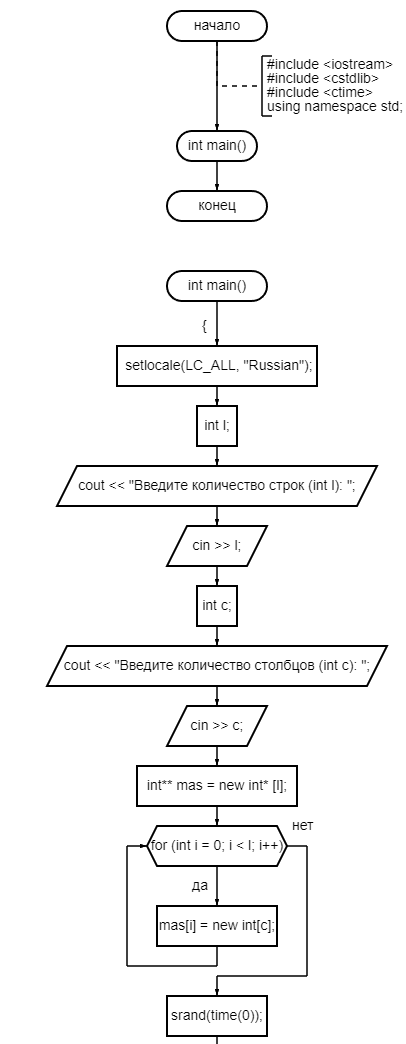 начало
#include <iostream>
#include <cstdlib>
#include <ctime>
using namespace std;
int main()
конец
int main()
{
setlocale(LC_ALL, "Russian");
int l;
cout << "Введите количество строк (int l): ";
cin >> l;
int c;
cout << "Введите количество столбцов (int c): ";
cin >> c;
int** mas = new int* [l];
нет
for (int i = 0; i < l; i++)
да
mas[i] = new int[c];
srand(time(0));